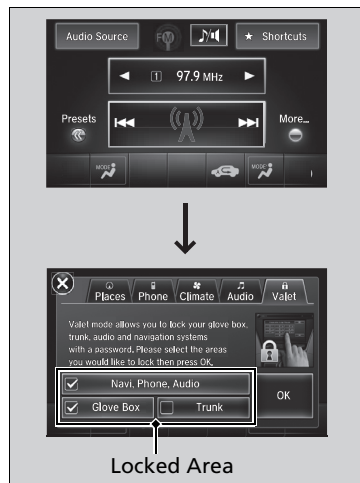 Audio Source
FM
★ Shortcuts
1 97.9 MHz
Presets
More...
MODE
MODE
Places
Phone
Climate
Audio
Valet
Valet mode allows you to lock your glove box,
trunk, audio and navigation systems
with a password. Please select the areas
you would like to lock then press OK.
Navi, Phone, Audio
Glove Box
Trunk
OK
Locked Area